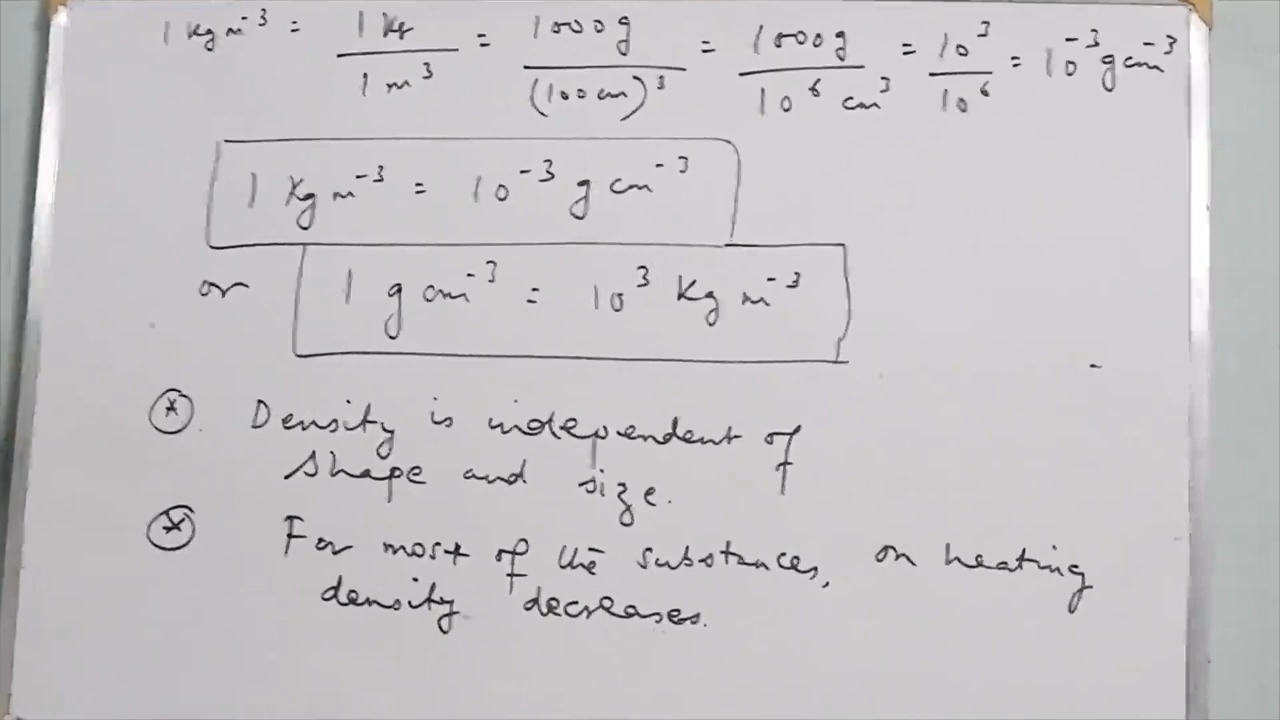 1 kg m⁻³ = 1 kg / 1 m³ = 1000g / (100 cm)³ = 1000g / 10⁶ cm³ = 10³ / 10⁶ = 10⁻³ g cm⁻³
1 Kg m⁻³ = 10⁻³ g cm⁻³
or 1 g cm⁻³ = 10³ Kg m⁻³
* Density is independent of
shape and size.
* For most of the substances, on heating
density decreases.